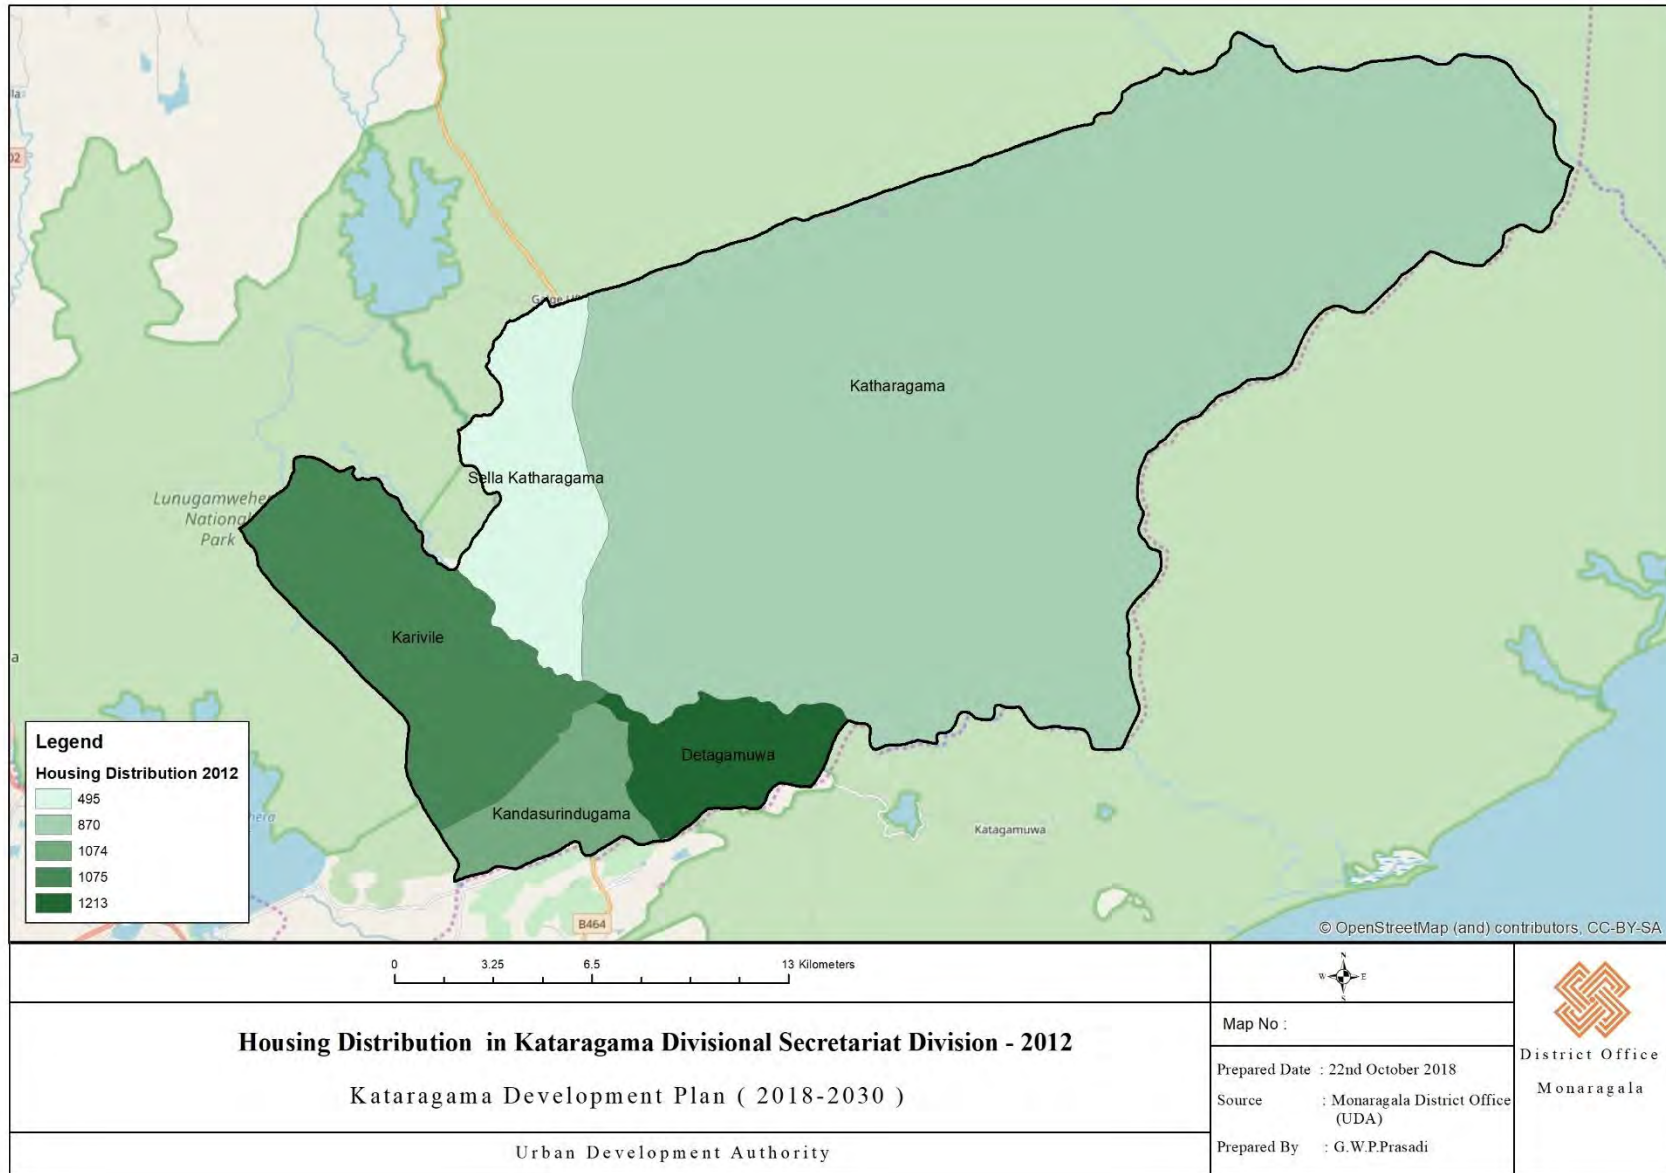 02
Galge
Katharagama
Sella Katharagama
Lunugamwehe
National
Park
Karivile
Detagamuwa
Kandasurindugama
Katagamuwa
B464
Legend
Housing Distribution 2012
495
870
1074
1075
1213
© OpenStreetMap (and) contributors, CC-BY-SA
0 3.25 6.5 13 Kilometers
N
W E
S
Housing Distribution in Kataragama Divisional Secretariat Division - 2012
Kataragama Development Plan ( 2018-2030 )
Urban Development Authority
Map No :
Prepared Date : 22nd October 2018
Source : Monaragala District Office
(UDA)
Prepared By : G.W.P.Prasadi
District Office
Monaragala